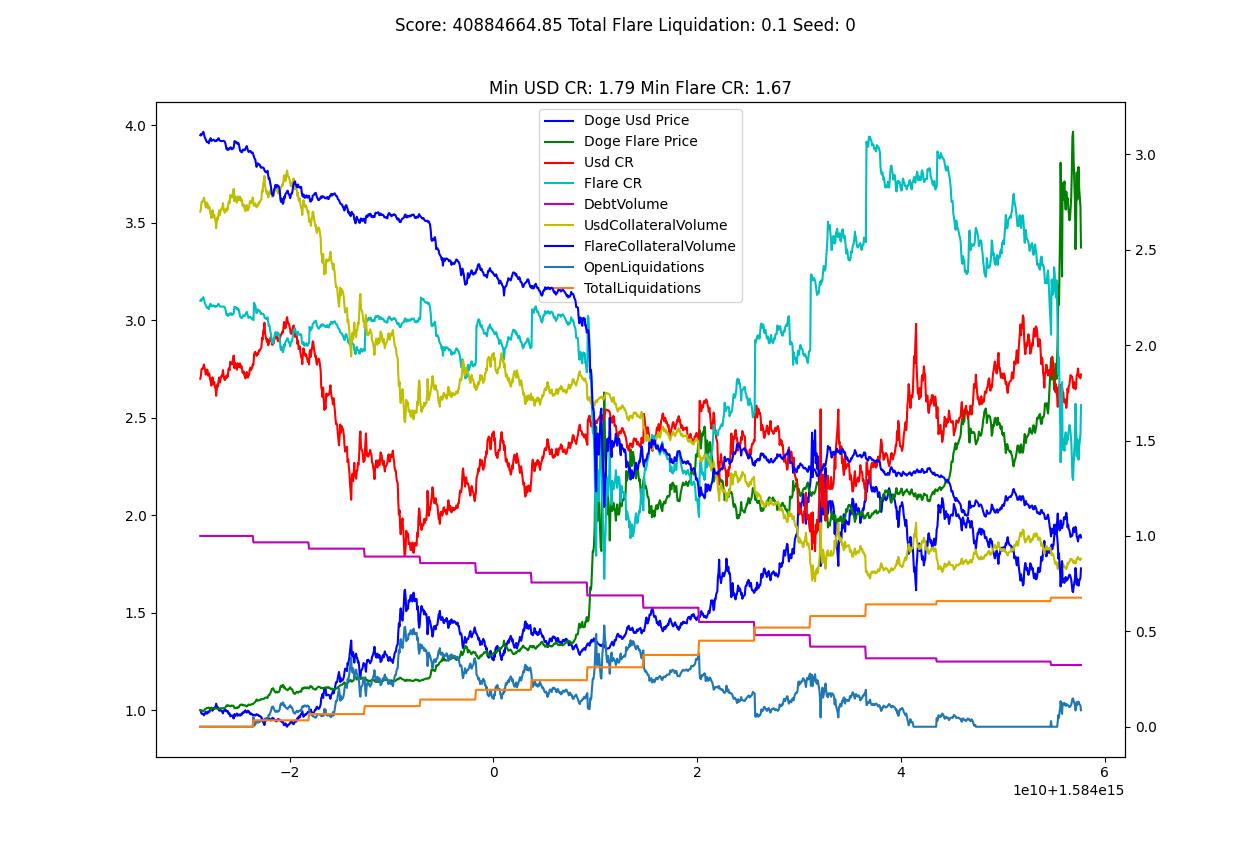 Score: 40884664.85 Total Flare Liquidation: 0.1 Seed: 0
Min USD CR: 1.79 Min Flare CR: 1.67
Doge Usd Price
Doge Flare Price
Usd CR
Flare CR
DebtVolume
UsdCollateralVolume
FlareCollateralVolume
OpenLiquidations
TotalLiquidations
4.0
3.5
3.0
2.5
2.0
1.5
1.0
3.0
2.5
2.0
1.5
1.0
0.5
0.0
−2
0
2
4
6
1e10+1.584e15